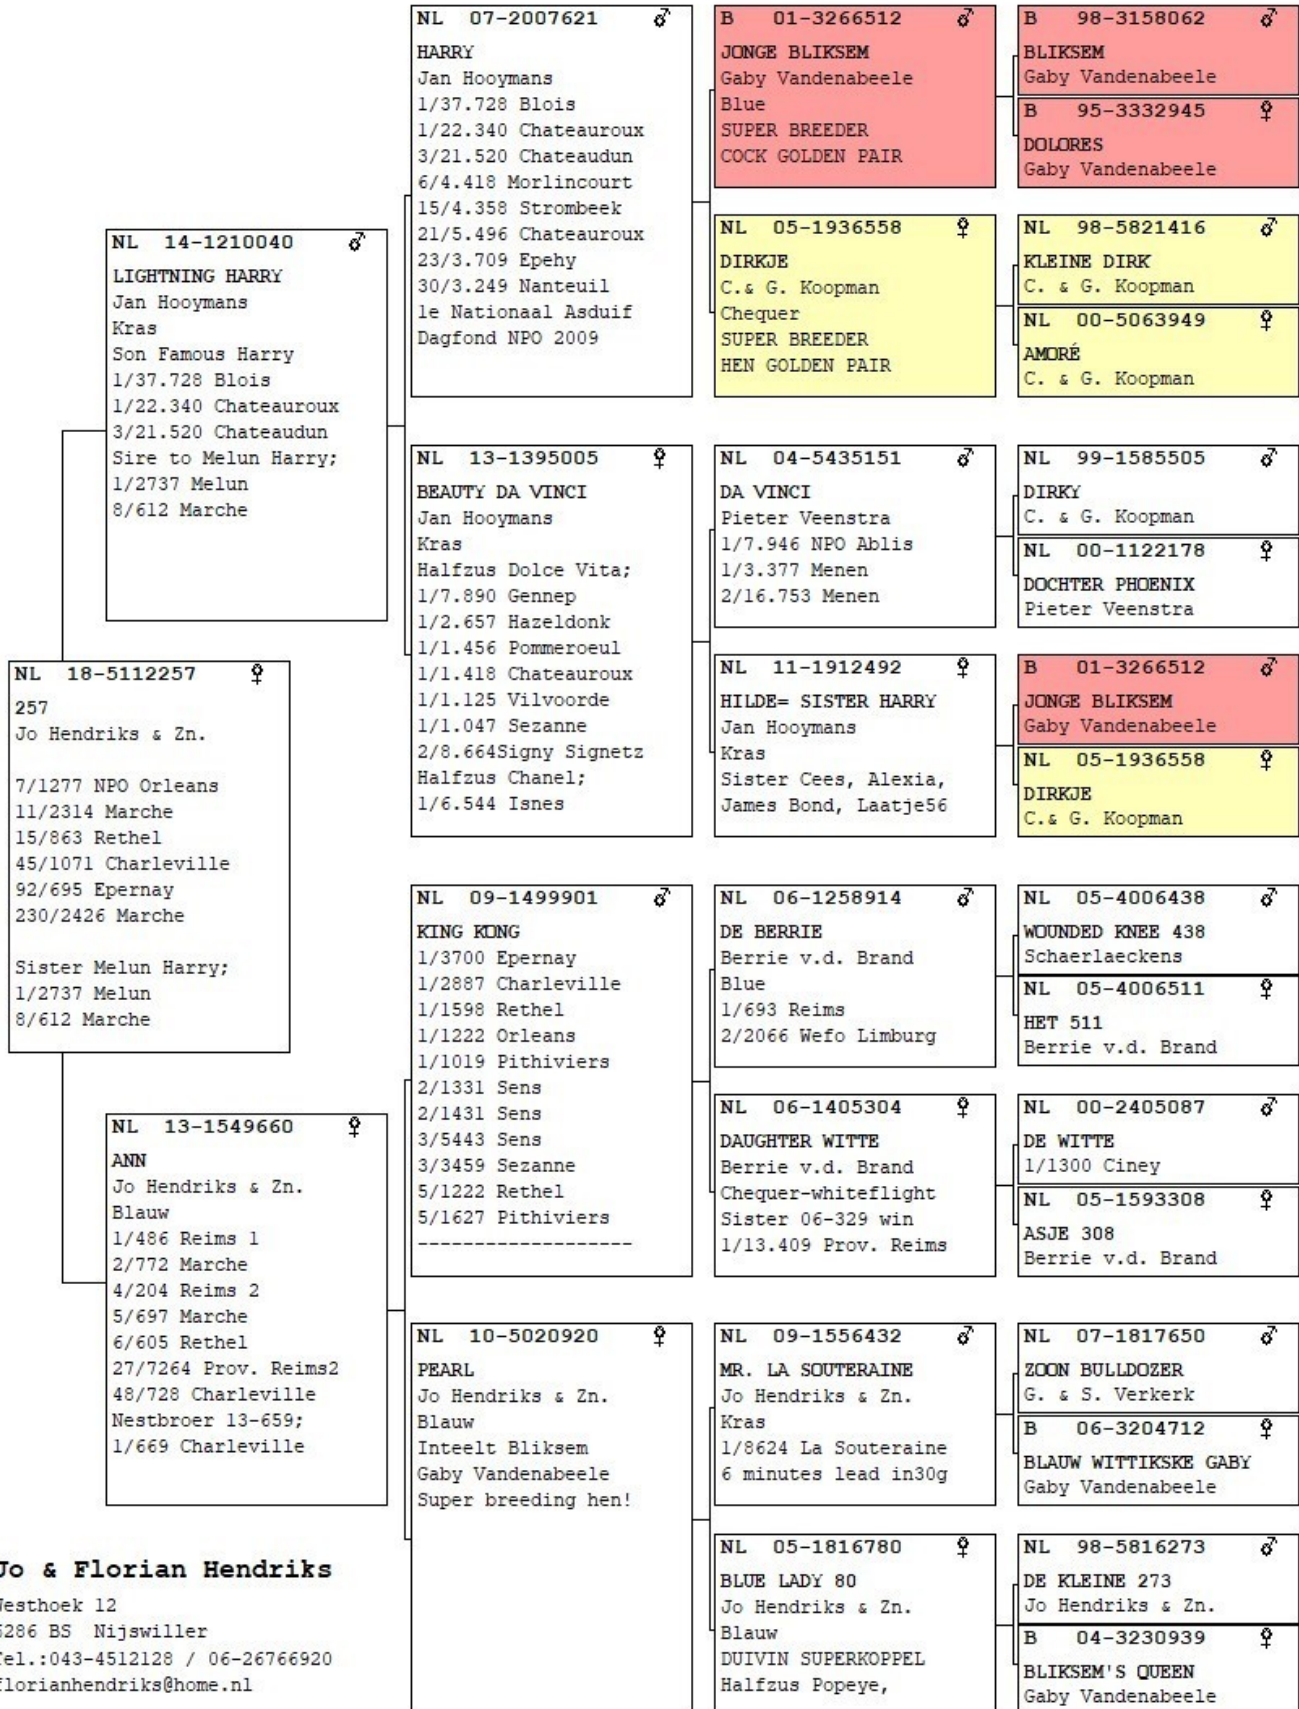 NL 18-5112257 ♀
257
Jo Hendriks & Zn.
7/1277 NPO Orleans
11/2314 Marche
15/863 Rethel
45/1071 Charleville
92/695 Epernay
230/2426 Marche
Sister Melun Harry;
1/2737 Melun
8/612 Marche
NL 14-1210040 ♂
LIGHTNING HARRY
Jan Hooymans
Kras
Son Famous Harry
1/37.728 Blois
1/22.340 Chateauroux
3/21.520 Chateaudun
Sire to Melun Harry;
1/2737 Melun
8/612 Marche
NL 13-1549660 ♀
ANN
Jo Hendriks & Zn.
Blauw
1/486 Reims 1
2/772 Marche
4/204 Reims 2
5/697 Marche
6/605 Rethel
27/7264 Prov. Reims2
48/728 Charleville
Nestbroer 13-659;
1/669 Charleville
NL 07-2007621 ♂
HARRY
Jan Hooymans
1/37.728 Blois
1/22.340 Chateauroux
3/21.520 Chateaudun
6/4.418 Morlincourt
15/4.358 Strombeek
21/5.496 Chateauroux
23/3.709 Epehy
30/3.249 Nanteuil
1e Nationaal Asduif
Dagfond NPO 2009
NL 13-1395005 ♀
BEAUTY DA VINCI
Jan Hooymans
Kras
Halfzus Dolce Vita;
1/7.890 Gennep
1/2.657 Hazeldonk
1/1.456 Pommeroeul
1/1.418 Chateauroux
1/1.125 Vilvoorde
1/1.047 Sezanne
2/8.664Signy Signetz
Halfzus Chanel;
1/6.544 Isnes
NL 09-1499901 ♂
KING KONG
1/3700 Epernay
1/2887 Charleville
1/1598 Rethel
1/1222 Orleans
1/1019 Pithiviers
2/1331 Sens
2/1431 Sens
3/5443 Sens
3/3459 Sezanne
5/1222 Rethel
5/1627 Pithiviers
-------------------
NL 10-5020920 ♀
PEARL
Jo Hendriks & Zn.
Blauw
Inteelt Bliksem
Gaby Vandenabeele
Super breeding hen!
B 01-3266512 ♂
JONGE BLIKSEM
Gaby Vandenabeele
Blue
SUPER BREEDER
COCK GOLDEN PAIR
NL 05-1936558 ♀
DIRKJE
C.& G. Koopman
Chequer
SUPER BREEDER
HEN GOLDEN PAIR
NL 04-5435151 ♂
DA VINCI
Pieter Veenstra
1/7.946 NPO Ablis
1/3.377 Menen
2/16.753 Menen
NL 11-1912492 ♀
HILDE= SISTER HARRY
Jan Hooymans
Kras
Sister Cees, Alexia,
James Bond, Laatje56
NL 06-1258914 ♂
DE BERRIE
Berrie v.d. Brand
Blue
1/693 Reims
2/2066 Wefo Limburg
NL 06-1405304 ♀
DAUGHTER WITTE
Berrie v.d. Brand
Chequer-whiteflight
Sister 06-329 win
1/13.409 Prov. Reims
NL 09-1556432 ♂
MR. LA SOUTERAINE
Jo Hendriks & Zn.
Kras
1/8624 La Souteraine
6 minutes lead in30g
NL 05-1816780 ♀
BLUE LADY 80
Jo Hendriks & Zn.
Blauw
DUIVIN SUPERKOPPEL
Halfzus Popeye,
B 98-3158062 ♂
BLIKSEM
Gaby Vandenabeele
B 95-3332945 ♀
DOLORES
Gaby Vandenabeele
NL 98-5821416 ♂
KLEINE DIRK
C. & G. Koopman
NL 00-5063949 ♀
AMORÉ
C. & G. Koopman
NL 99-1585505 ♂
DIRKY
C. & G. Koopman
NL 00-1122178 ♀
DOCHTER PHOENIX
Pieter Veenstra
B 01-3266512 ♂
JONGE BLIKSEM
Gaby Vandenabeele
NL 05-1936558 ♀
DIRKJE
C.& G. Koopman
NL 05-4006438 ♂
WOUNDED KNEE 438
Schaerlaeckens
NL 05-4006511 ♀
HET 511
Berrie v.d. Brand
NL 00-2405087 ♂
DE WITTE
1/1300 Ciney
NL 05-1593308 ♀
ASJE 308
Berrie v.d. Brand
NL 07-1817650 ♂
ZOON BULLDOZER
G. & S. Verkerk
B 06-3204712 ♀
BLAUW WITTIKSKE GABY
Gaby Vandenabeele
NL 98-5816273 ♂
DE KLEINE 273
Jo Hendriks & Zn.
B 04-3230939 ♀
BLIKSEM'S QUEEN
Gaby Vandenabeele
Jo & Florian Hendriks
Westhoek 12
6286 BS Nijswiller
Tel.:043-4512128 / 06-26766920
florianhendriks@home.nl